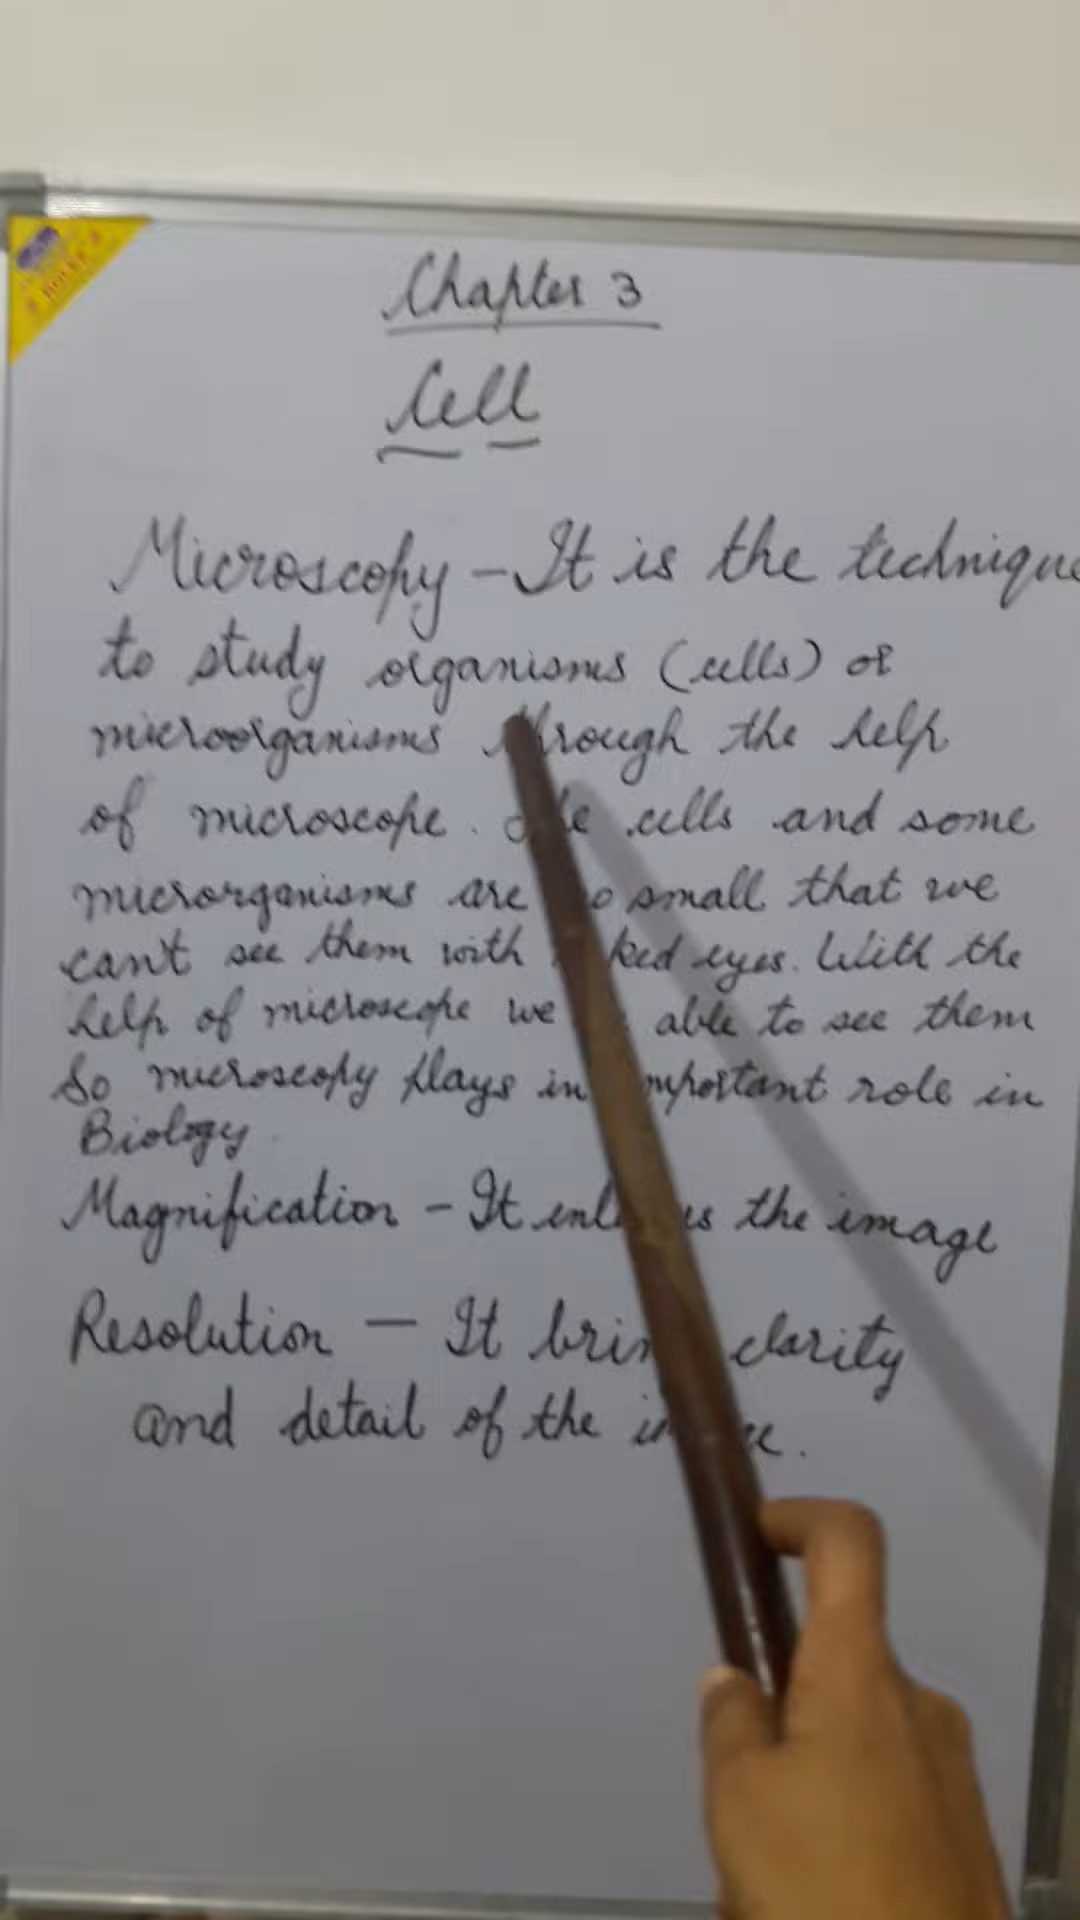 Chapter 3
Cell
Microscopy - It is the technique
to study organisms (cells) or
microorganisms through the help
of microscope. cells and some
microrganisms are small that we
can't see them with eyes. With the
help of microscope we able to see them
So microscopy plays in important role in
Biology
Magnification - It the image
Resolution - It clarity
and detail of the